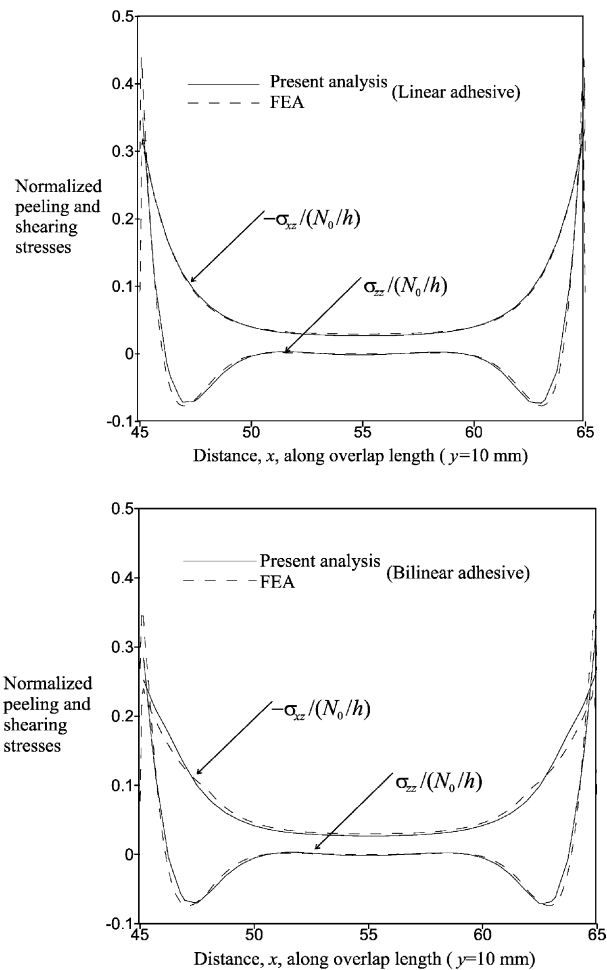 0.5
0.4
0.3
0.2
0.1
0
-0.1
Present analysis
FEA
(Linear adhesive)
Normalized
peeling and
shearing
stresses
−σxz/(N0/h)
σzz/(N0/h)
45
50
55
60
65
Distance, x, along overlap length ( y=10 mm)
0.5
0.4
0.3
0.2
0.1
0
-0.1
Present analysis
FEA
(Bilinear adhesive)
Normalized
peeling and
shearing
stresses
−σxz/(N0/h)
σzz/(N0/h)
45
50
55
60
65
Distance, x, along overlap length ( y=10 mm)